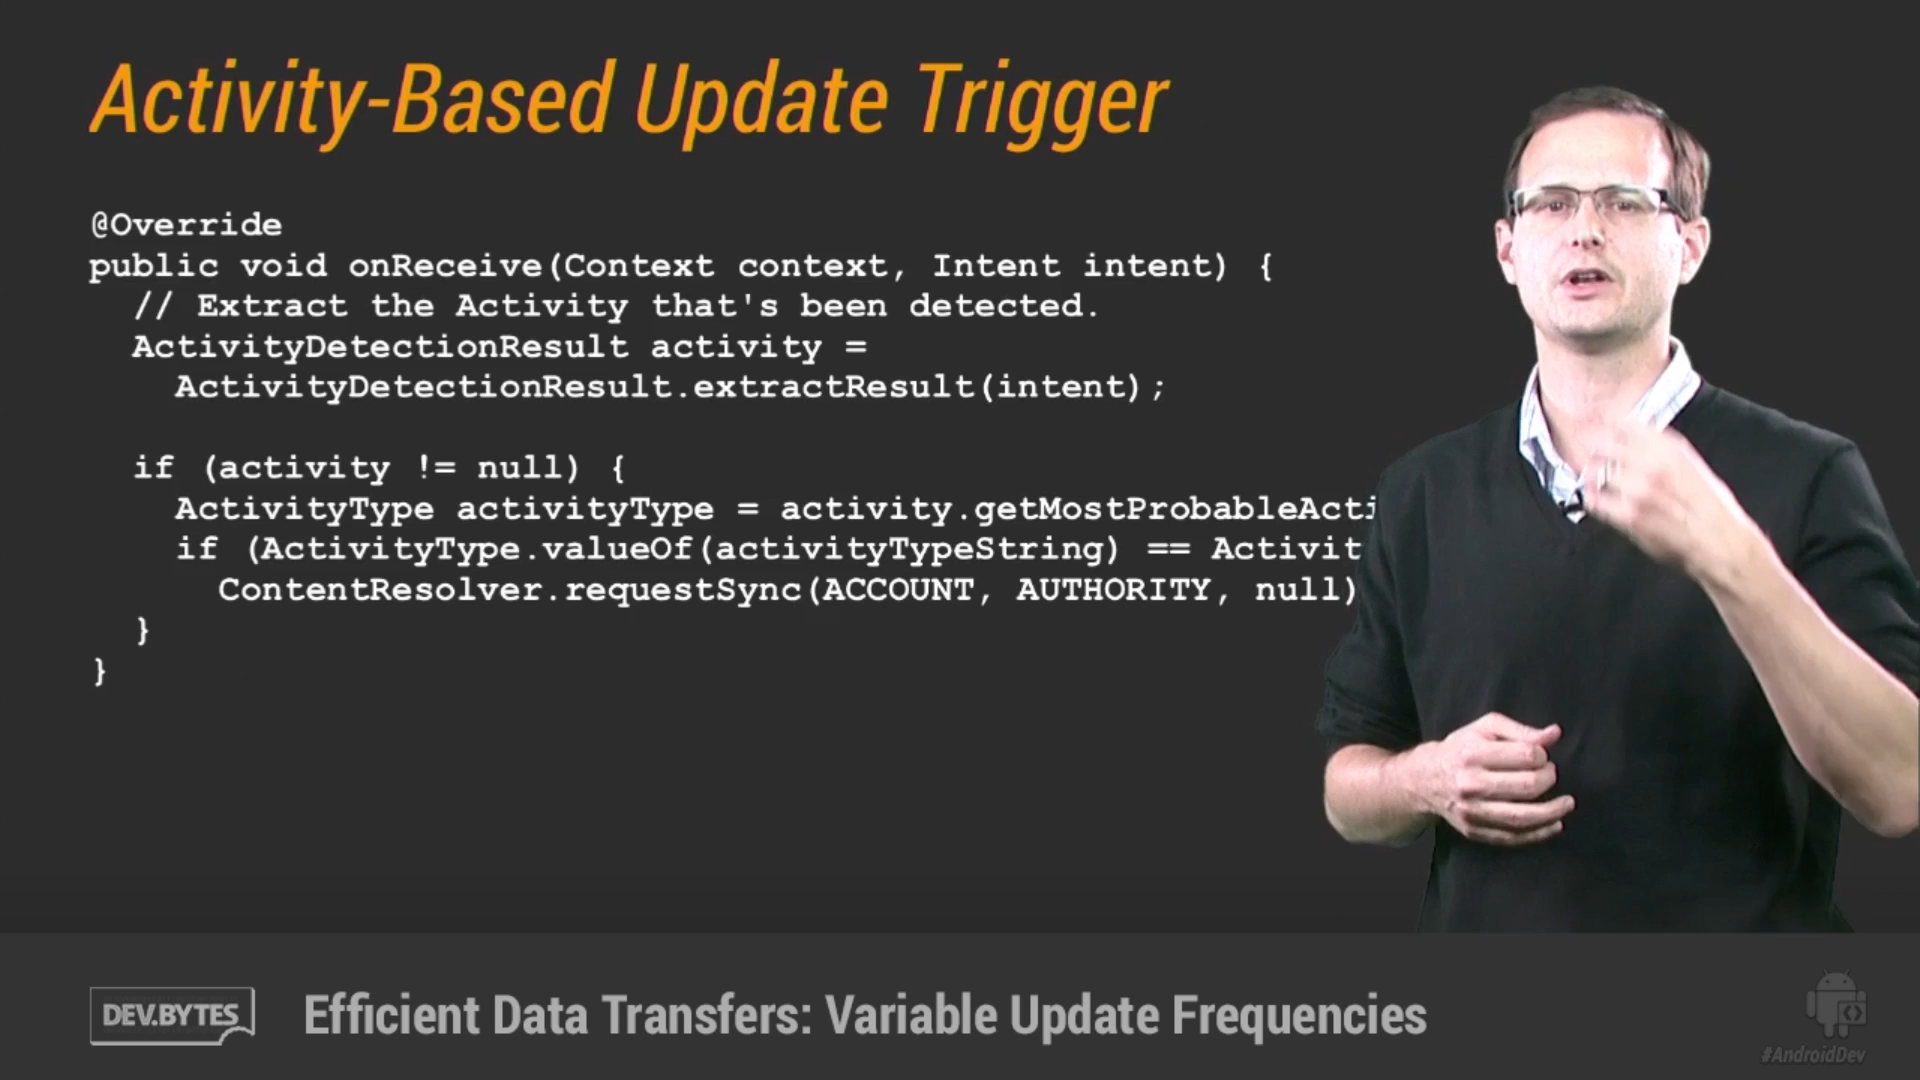 Activity-Based Update Trigger
@Override
public void onReceive(Context context, Intent intent) {
// Extract the Activity that's been detected.
ActivityDetectionResult activity =
ActivityDetectionResult.extractResult(intent);
if (activity != null) {
ActivityType activityType = activity.getMostProbableActi
if (ActivityType.valueOf(activityTypeString) == Activit
ContentResolver.requestSync(ACCOUNT, AUTHORITY, null)
}
}
DEV.BYTES
Efficient Data Transfers: Variable Update Frequencies
#AndroidDev